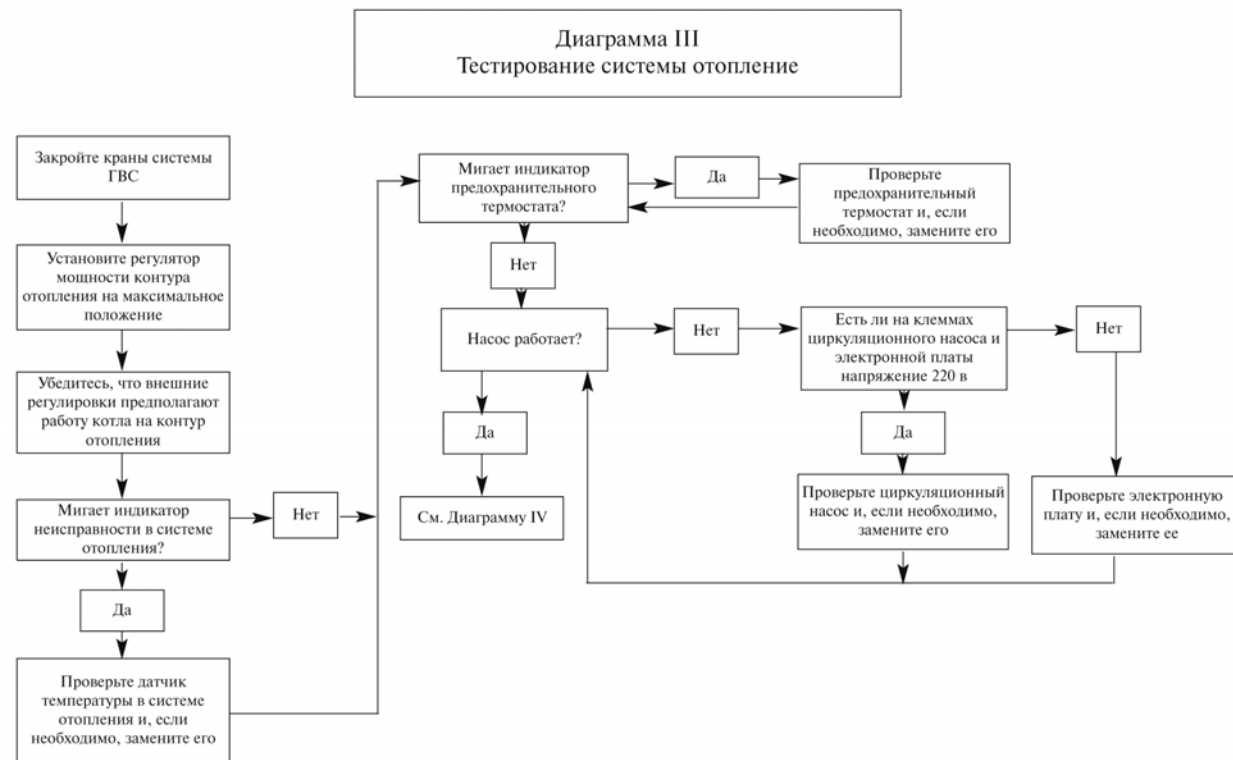 Диаграмма III
Тестирование системы отопление
Закройте краны системы
ГВС
Установите регулятор
мощности контура
отопления на максимальное
положение
Убедитесь, что внешние
регулировки предполагают
работу котла на контур
отопления
Мигает индикатор
неисправности в системе
отопления?
Нет
Да
Проверьте датчик
температуры в системе
отопления и, если
необходимо, замените его
Мигает индикатор
предохранительного
термостата?
Да
Проверьте
предохранительный
термостат и, если
необходимо, замените его
Нет
Насос работает?
Нет
Есть ли на клеммах
циркуляционного насоса и
электронной платы
напряжение 220 в
Нет
Да
Да
См. Диаграмму IV
Проверьте циркуляционный
насос и, если необходимо,
замените его
Проверьте электронную
плату и, если необходимо,
замените ее